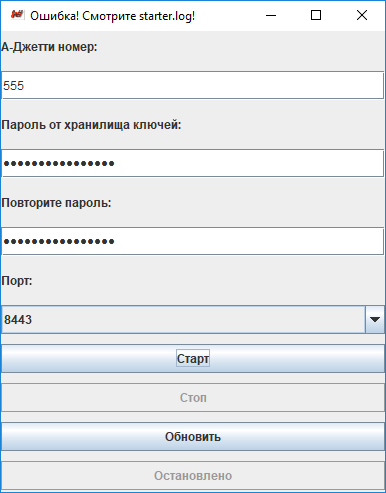 Ошибка! Смотрите starter.log!
А-Джетти номер:
555
Пароль от хранилища ключей:
••••••••••••••••
Повторите пароль:
••••••••••••••••
Порт:
8443
Старт
Стоп
Обновить
Остановлено